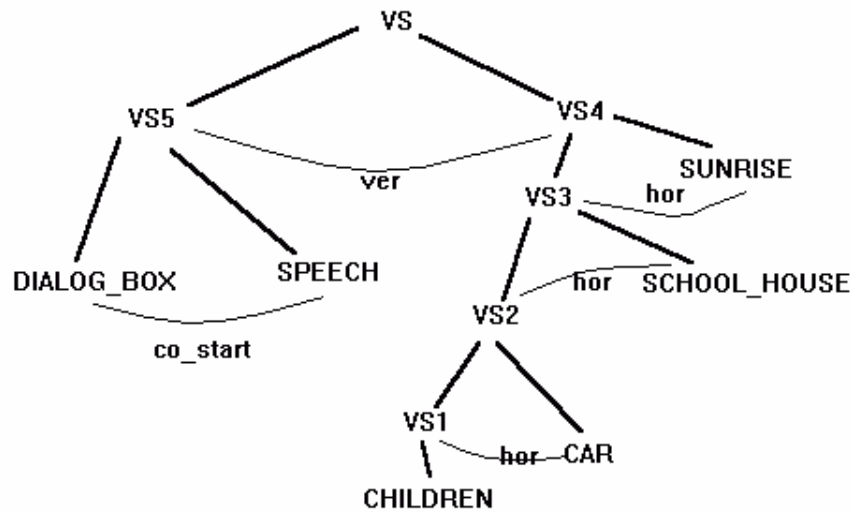 VS
VS5
VS4
ver
SUNRISE
VS3
hor
DIALOG_BOX
SPEECH
hor
SCHOOL_HOUSE
VS2
co_start
VS1
hor
CAR
CHILDREN